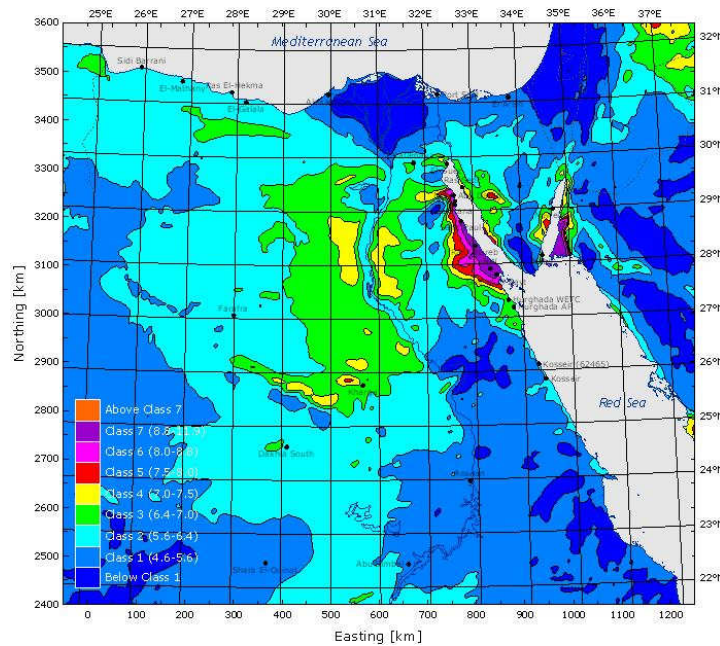 25°E 26°E 27°E 28°E 29°E 30°E 31°E 32°E 33°E 34°E 35°E 36°E 37°E
3600
3500
3400
3300
3200
3100
3000
2900
2800
2700
2600
2500
2400
Northing [km]
32°N
31°N
30°N
29°N
28°N
27°N
26°N
25°N
24°N
23°N
22°N
Mediterranean Sea
Sidi Barrani
El-Mathany
Ras El-Hekma
Farafra
Hurghada WETC
Hurghada AP
Kosseir (62465)
Kosseir
Red Sea
Dakhla South
Above Class 7
Class 7 (8.8-11.9)
Class 6 (8.0-8.8)
Class 5 (7.5-8.0)
Class 4 (7.0-7.5)
Class 3 (6.4-7.0)
Class 2 (5.6-6.4)
Class 1 (4.6-5.6)
Below Class 1
0 100 200 300 400 500 600 700 800 900 1000 1100 1200
Easting [km]